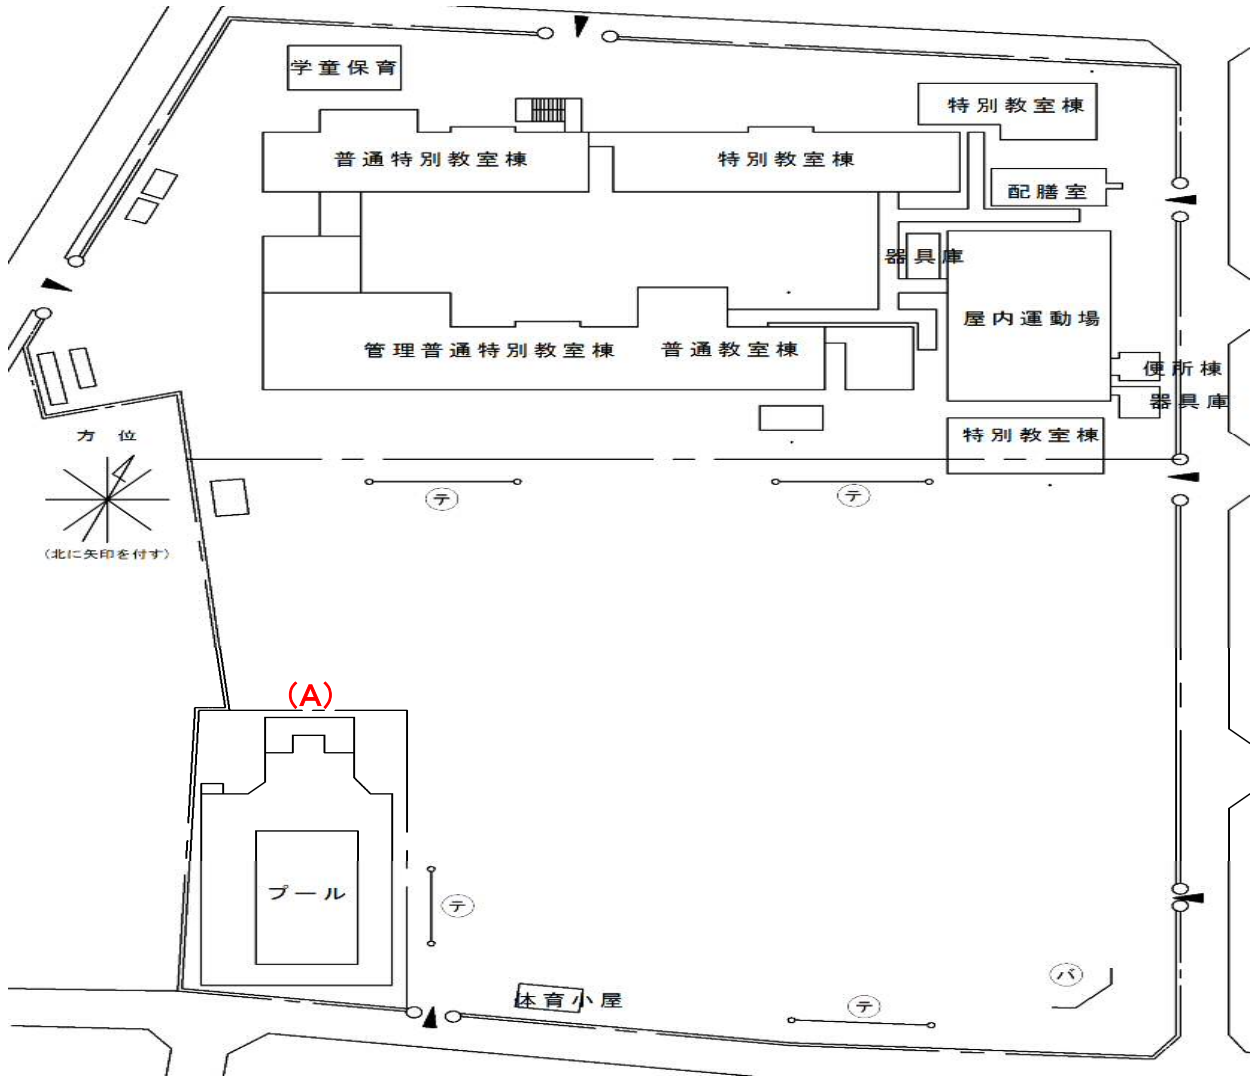 学童保育
特別教室棟
普通特別教室棟
特別教室棟
配膳室
器具庫
屋内運動場
管理普通特別教室棟
普通教室棟
便所棟
器具庫
特別教室棟
方位
(北に矢印を付す)
テ
テ
(A)
プール
テ
体育小屋
テ
バ